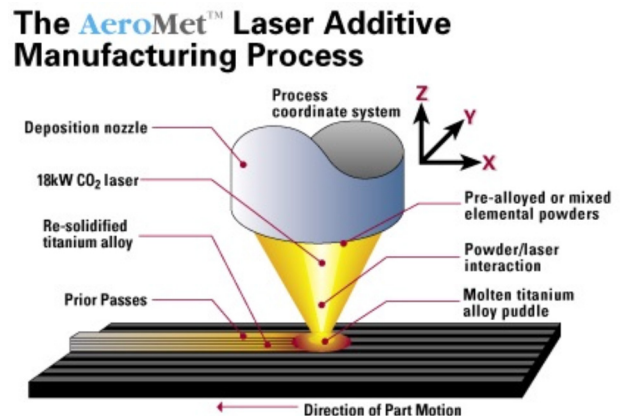 The AeroMet™ Laser Additive
Manufacturing Process
Process
coordinate system
Z
Y
X
Deposition nozzle
18kW CO₂ laser
Re-solidified
titanium alloy
Prior Passes
Pre-alloyed or mixed
elemental powders
Powder/laser
interaction
Molten titanium
alloy puddle
Direction of Part Motion